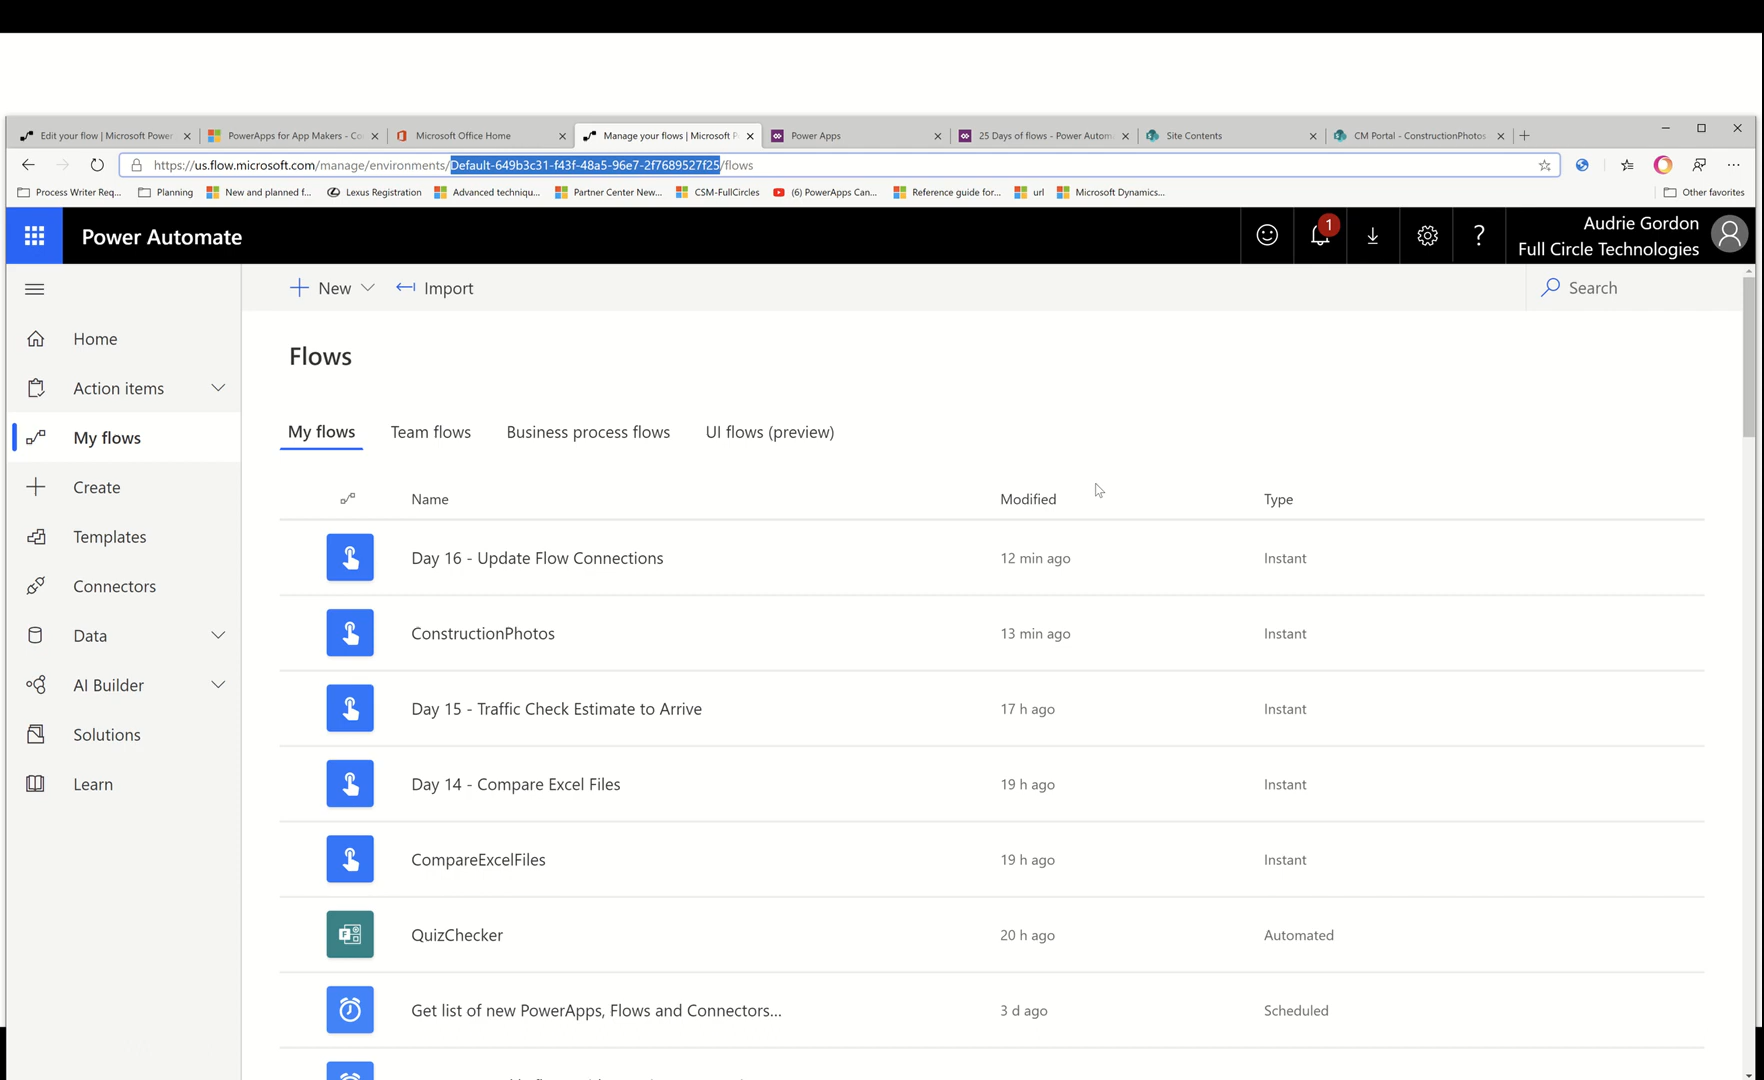 Edit your flow | Microsoft Power
PowerApps for App Makers - Co
Microsoft Office Home
Manage your flows | Microsoft P
Power Apps
25 Days of flows - Power Autom
Site Contents
CM Portal - ConstructionPhotos
https://us.flow.microsoft.com/manage/environments/Default-649b3c31-f43f-48a5-96e7-2f7689527f25/flows
Process Writer Req...
Planning
New and planned f...
Lexus Registration
Advanced techniqu...
Partner Center New...
CSM-FullCircles
(6) PowerApps Can...
Reference guide for...
url
Microsoft Dynamics...
Other favorites
Power Automate
1
?
Audrie Gordon
Full Circle Technologies
New
Import
Search
Home
Action items
My flows
Create
Templates
Connectors
Data
AI Builder
Solutions
Learn
Flows
My flows
Team flows
Business process flows
UI flows (preview)
Name Modified Type
Day 16 - Update Flow Connections 12 min ago Instant
ConstructionPhotos 13 min ago Instant
Day 15 - Traffic Check Estimate to Arrive 17 h ago Instant
Day 14 - Compare Excel Files 19 h ago Instant
CompareExcelFiles 19 h ago Instant
QuizChecker 20 h ago Automated
Get list of new PowerApps, Flows and Connectors... 3 d ago Scheduled